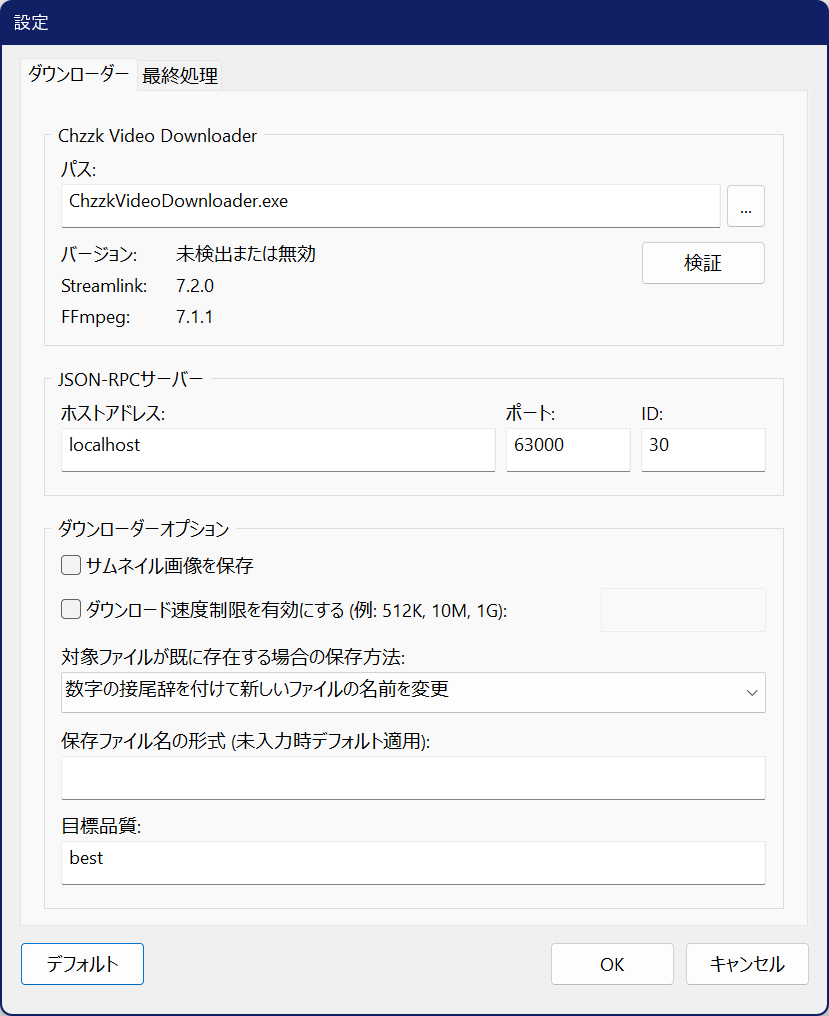 設定
ダウンローダー 最終処理
Chzzk Video Downloader
パス:
ChzzkVideoDownloader.exe ...
バージョン: 未検出または無効
検証
Streamlink: 7.2.0
FFmpeg: 7.1.1
JSON-RPCサーバー
ホストアドレス: ポート: ID:
localhost 63000 30
ダウンローダーオプション
サムネイル画像を保存
ダウンロード速度制限を有効にする (例: 512K, 10M, 1G):
対象ファイルが既に存在する場合の保存方法:
数字の接尾辞を付けて新しいファイルの名前を変更
保存ファイル名の形式 (未入力時デフォルト適用):
目標品質:
best
デフォルト OK キャンセル